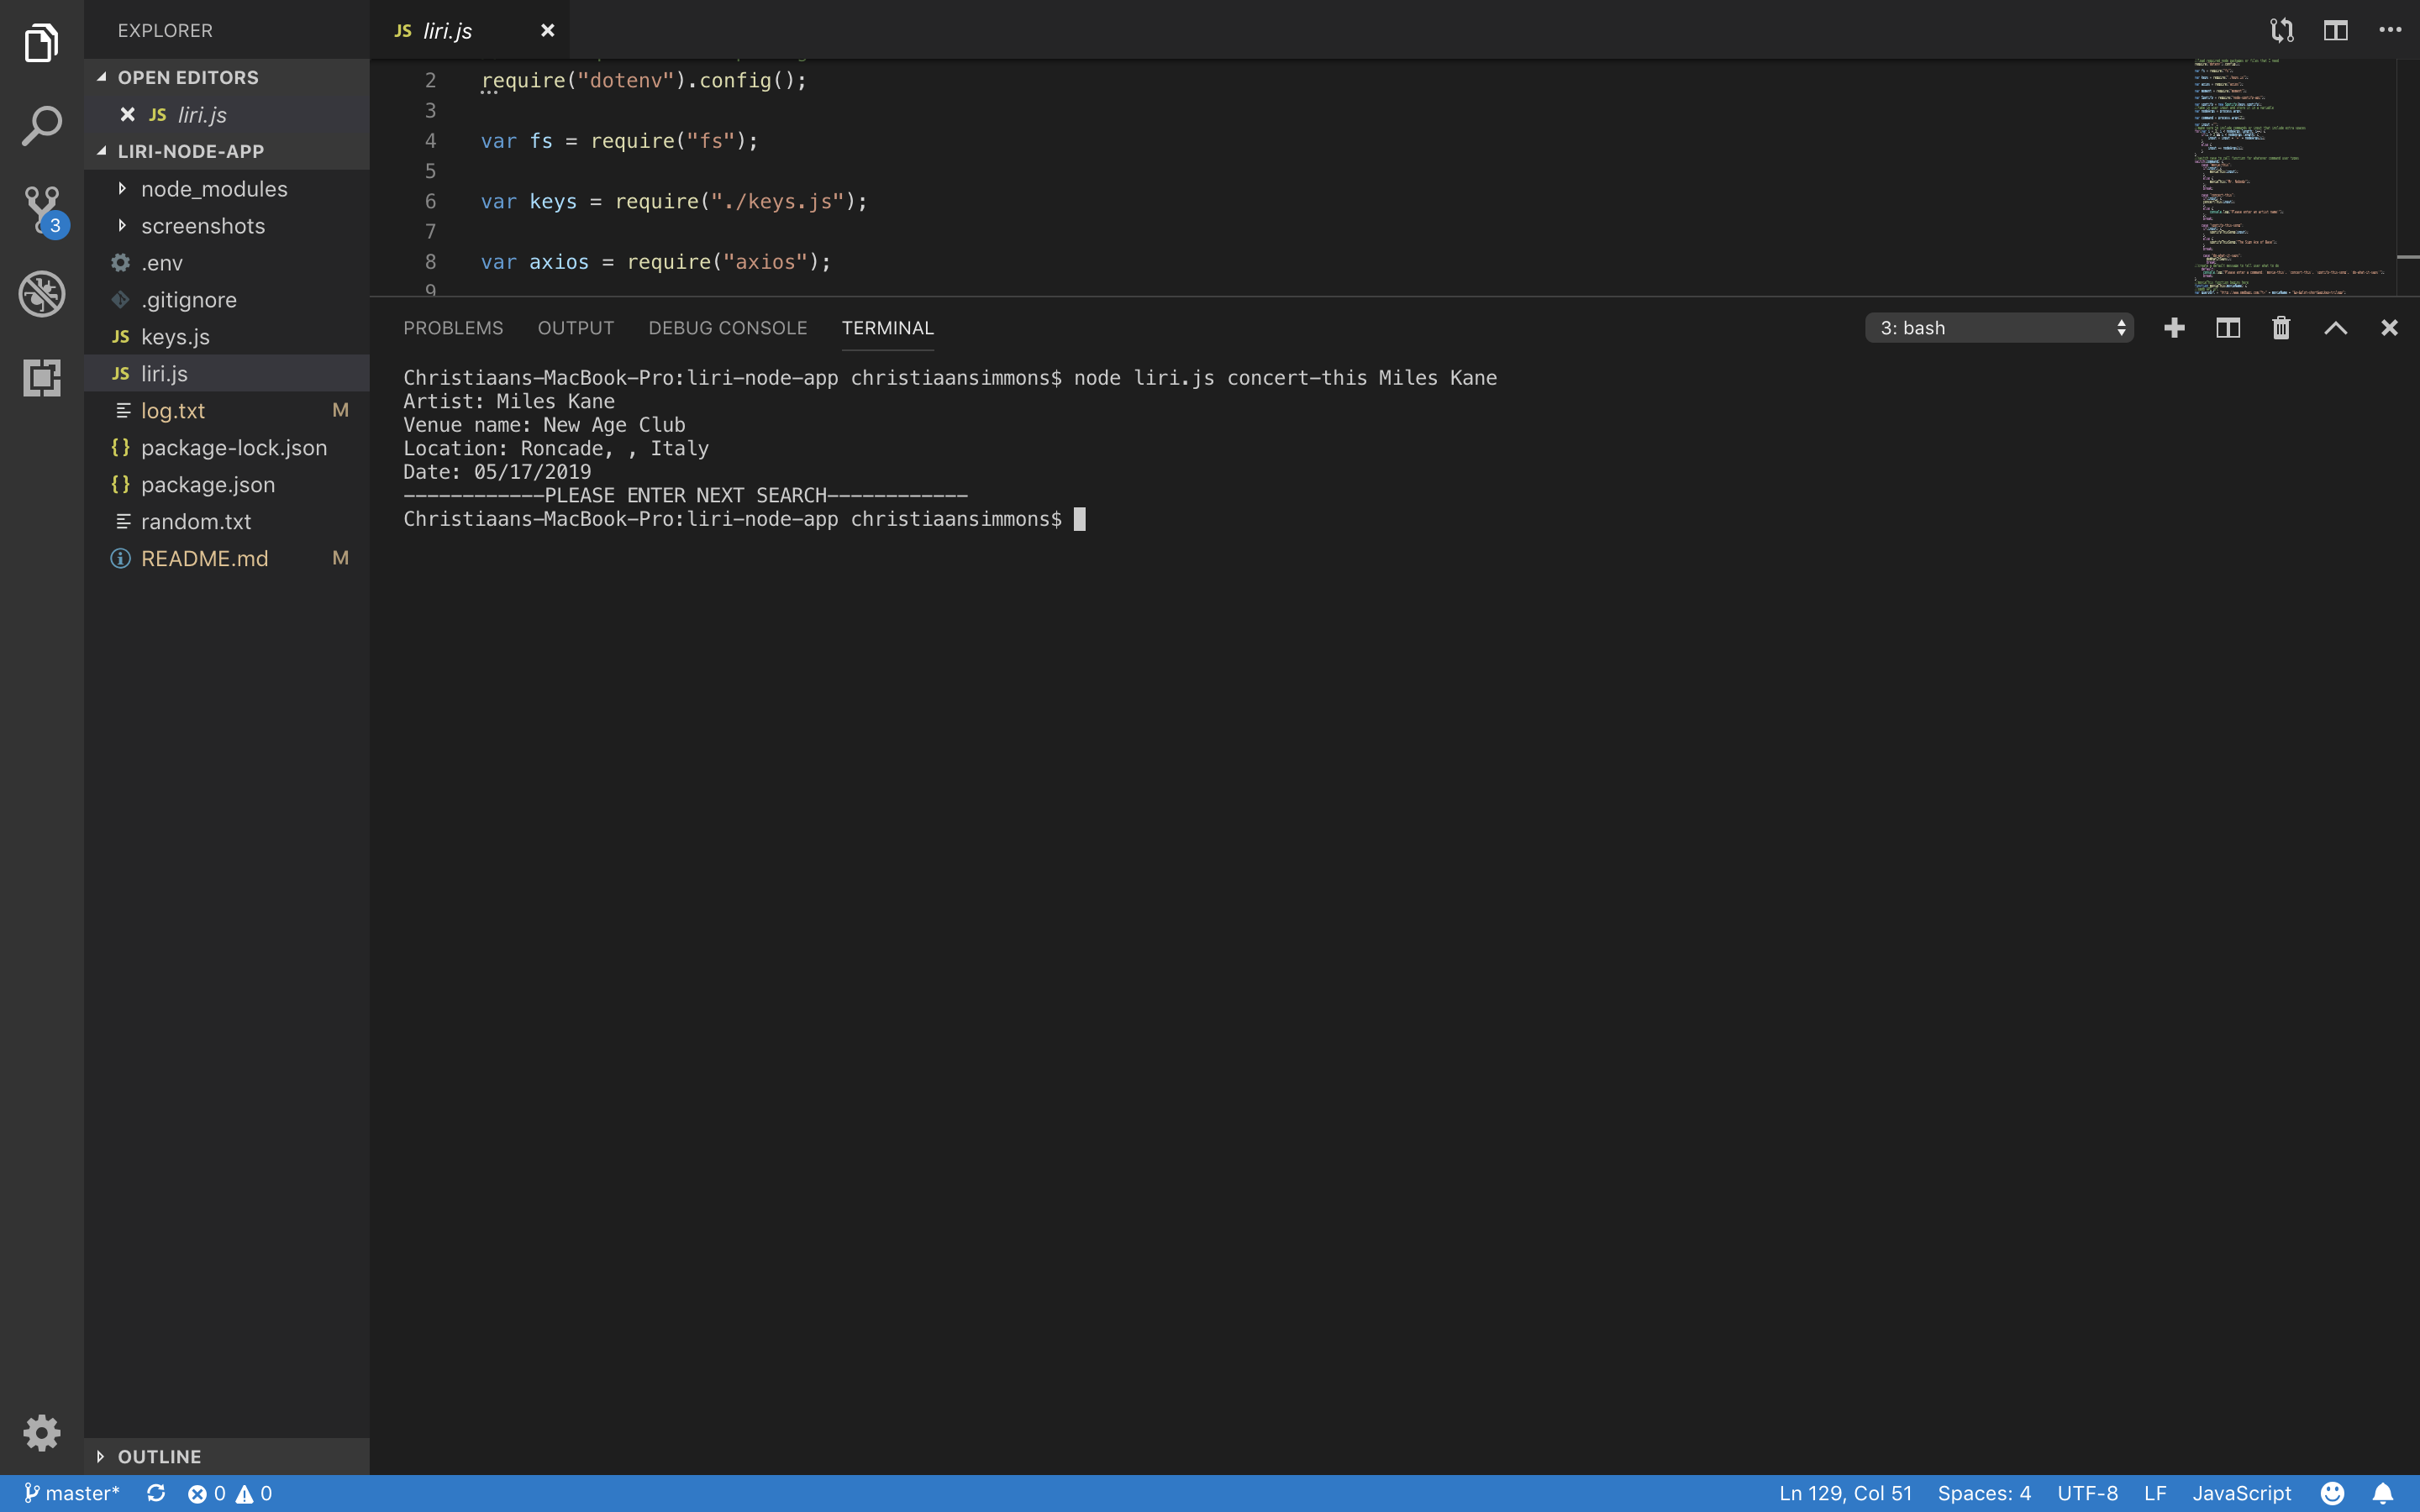 EXPLORER
OPEN EDITORS
JS liri.js
LIRI-NODE-APP
node_modules
screenshots
.env
.gitignore
JS keys.js
JS liri.js
log.txt M
{} package-lock.json
{} package.json
random.txt
README.md M
OUTLINE
3
JS liri.js
2 require("dotenv").config();
3
4 var fs = require("fs");
5
6 var keys = require("./keys.js");
7
8 var axios = require("axios");
9
PROBLEMS OUTPUT DEBUG CONSOLE TERMINAL 3: bash
Christiaans-MacBook-Pro:liri-node-app christiaansimmons$ node liri.js concert-this Miles Kane
Artist: Miles Kane
Venue name: New Age Club
Location: Roncade, , Italy
Date: 05/17/2019
------------PLEASE ENTER NEXT SEARCH------------
Christiaans-MacBook-Pro:liri-node-app christiaansimmons$
master* 0 0 Ln 129, Col 51 Spaces: 4 UTF-8 LF JavaScript